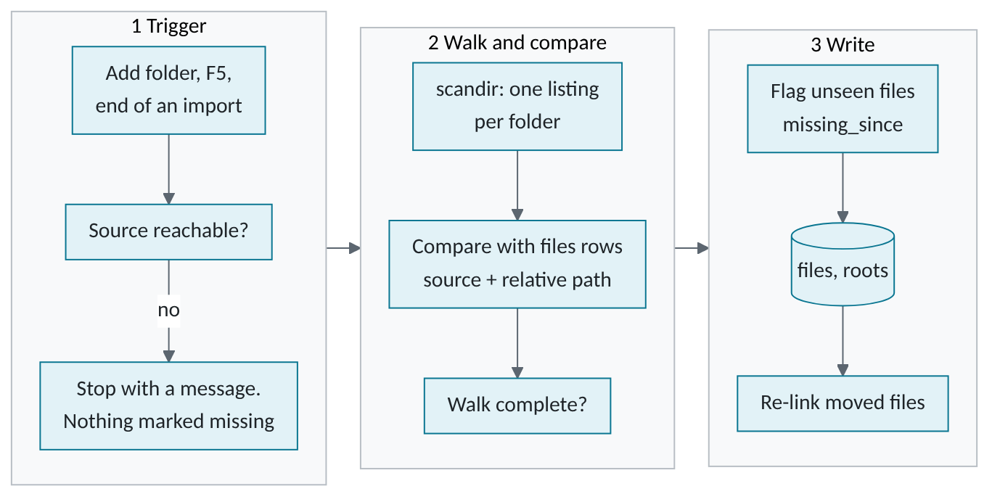 1 Trigger
Add folder, F5,
end of an import
Source reachable?
no
Stop with a message.
Nothing marked missing
2 Walk and compare
scandir: one listing
per folder
Compare with files rows
source + relative path
Walk complete?
3 Write
Flag unseen files
missing_since
files, roots
Re-link moved files